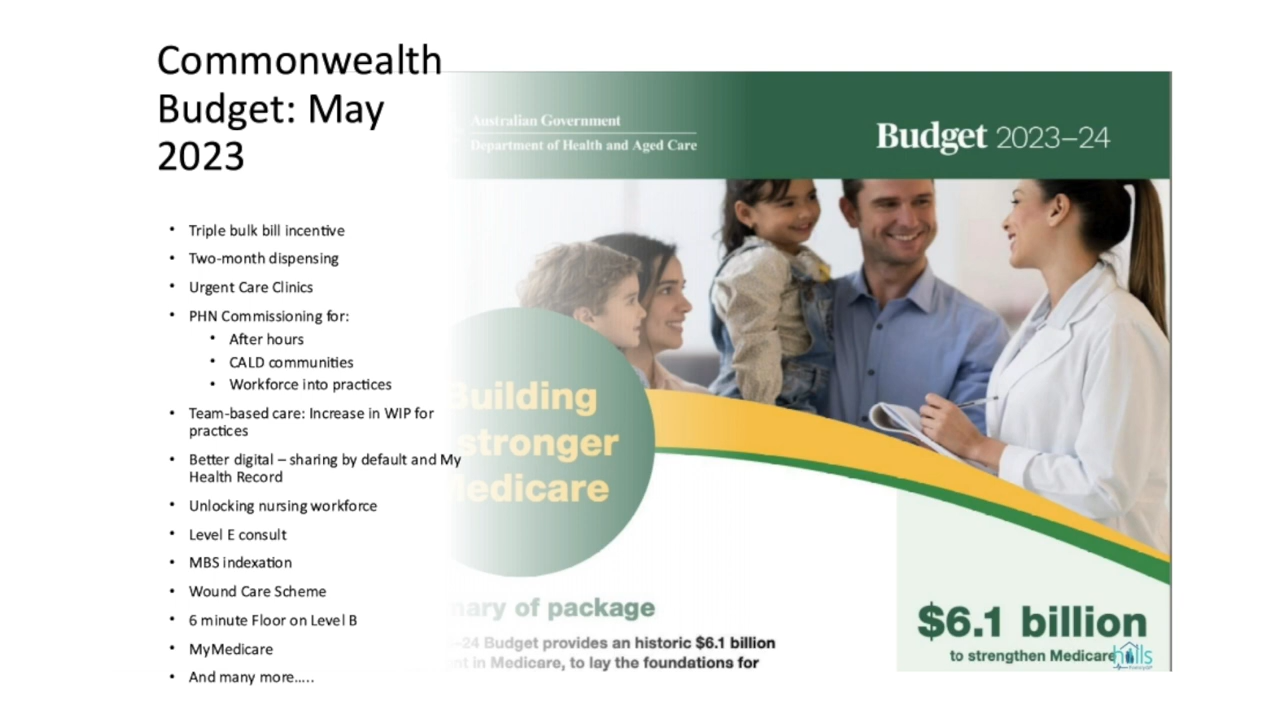 Commonwealth
Budget: May
2023
• Triple bulk bill incentive
• Two-month dispensing
• Urgent Care Clinics
• PHN Commissioning for:
• After hours
• CALD communities
• Workforce into practices
• Team-based care: Increase in WIP for
practices
• Better digital – sharing by default and My
Health Record
• Unlocking nursing workforce
• Level E consult
• MBS indexation
• Wound Care Scheme
• 6 minute Floor on Level B
• MyMedicare
• And many more…..
Australian Government
Department of Health and Aged Care
Budget 2023–24
Building
stronger
Medicare
mary of package
–24 Budget provides an historic $6.1 billion
nt in Medicare, to lay the foundations for
$6.1 billion
to strengthen Medicare
hills